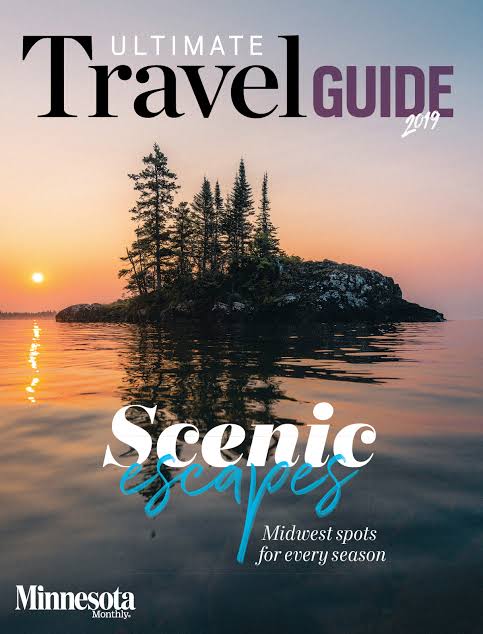 ULTIMATE
Travel GUIDE
2019
Scenic
escapes
Midwest spots
for every season
Minnesota
Monthly